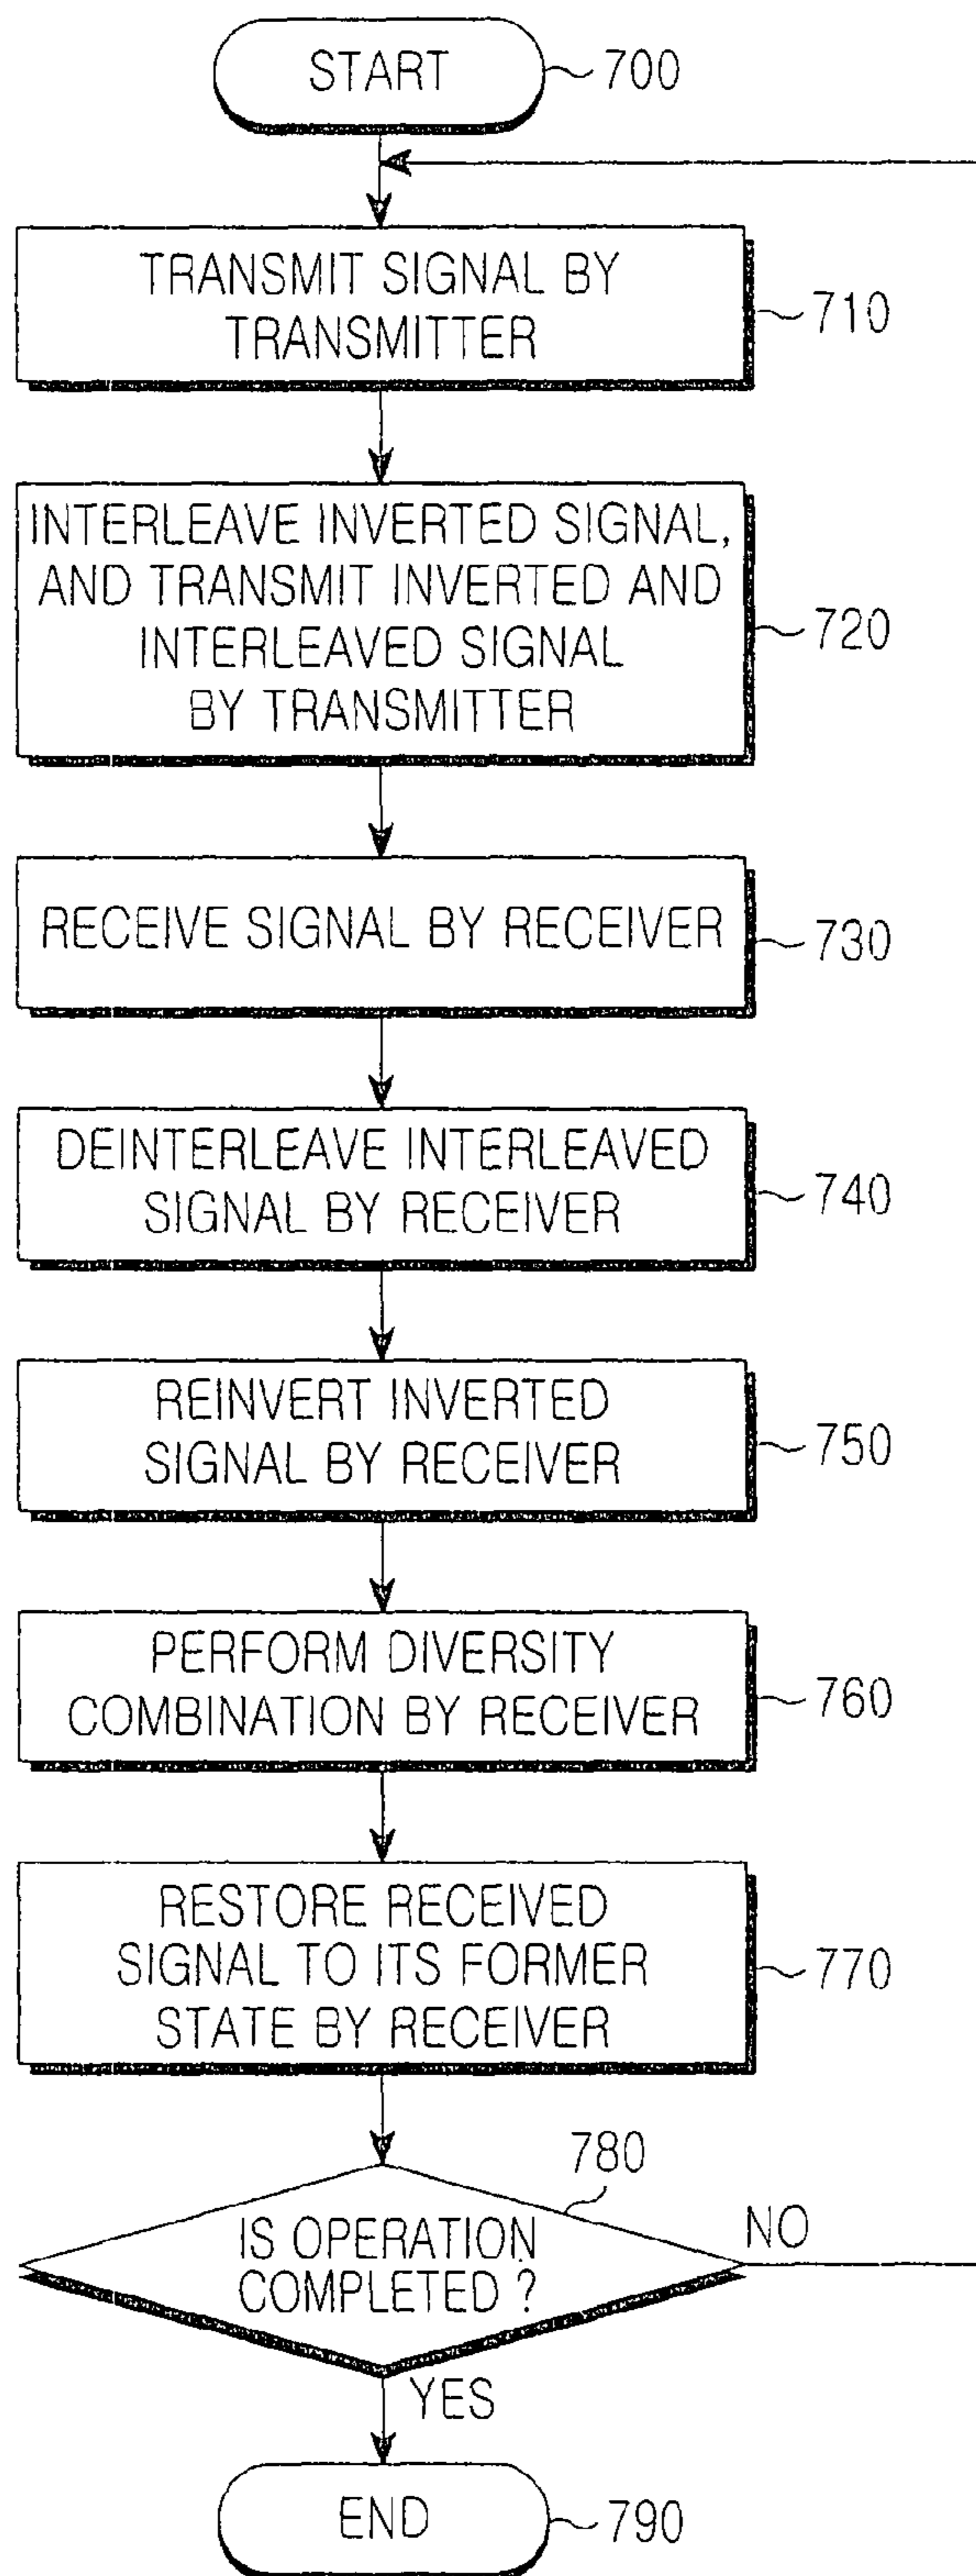 START
700
TRANSMIT SIGNAL BY
TRANSMITTER
710
INTERLEAVE INVERTED SIGNAL,
AND TRANSMIT INVERTED AND
INTERLEAVED SIGNAL
BY TRANSMITTER
720
RECEIVE SIGNAL BY RECEIVER
730
DEINTERLEAVE INTERLEAVED
SIGNAL BY RECEIVER
740
REINVERT INVERTED
SIGNAL BY RECEIVER
750
PERFORM DIVERSITY
COMBINATION BY RECEIVER
760
RESTORE RECEIVED
SIGNAL TO ITS FORMER
STATE BY RECEIVER
770
780
IS OPERATION
COMPLETED ?
NO
YES
END
790